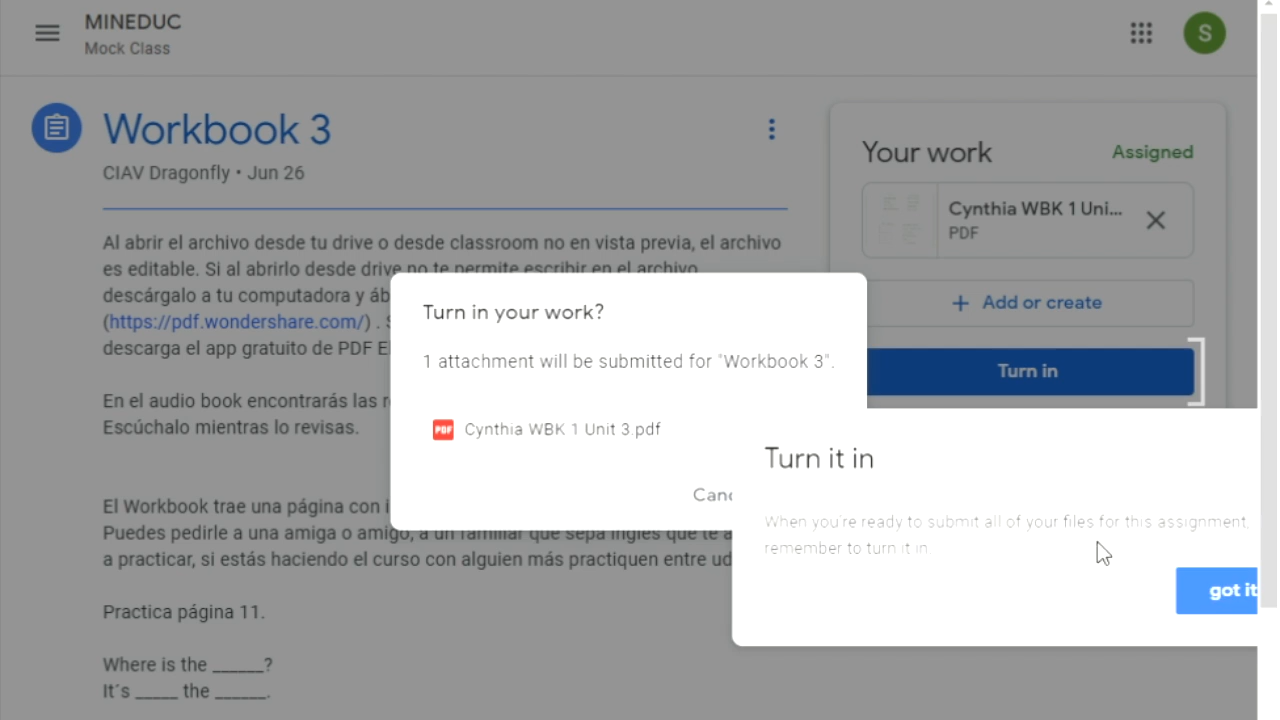 MINEDUC
Mock Class
S
Workbook 3
CIAV Dragonfly • Jun 26
Al abrir el archivo desde tu drive o desde classroom no en vista previa, el archivo
es editable. Si al abrirlo desde drive no te permite escribir en el archivo
descárgalo a tu computadora y áb
(https://pdf.wondershare.com/) . S
descarga el app gratuito de PDF El
En el audio book encontrarás las r
Escúchalo mientras lo revisas.
El Workbook trae una página con i
Puedes pedirle a una amiga o amigo, a un familiar que sepa inglés que te a
a practicar, si estás haciendo el curso con alguien más practiquen entre ud
Practica página 11.
Where is the ______?
It´s _____ the ______.
Your work
Assigned
Cynthia WBK 1 Uni...
PDF
+ Add or create
Turn in
Turn in your work?
1 attachment will be submitted for "Workbook 3".
PDF Cynthia WBK 1 Unit 3.pdf
Canc
Turn it in
When you're ready to submit all of your files for this assignment,
remember to turn it in
got it